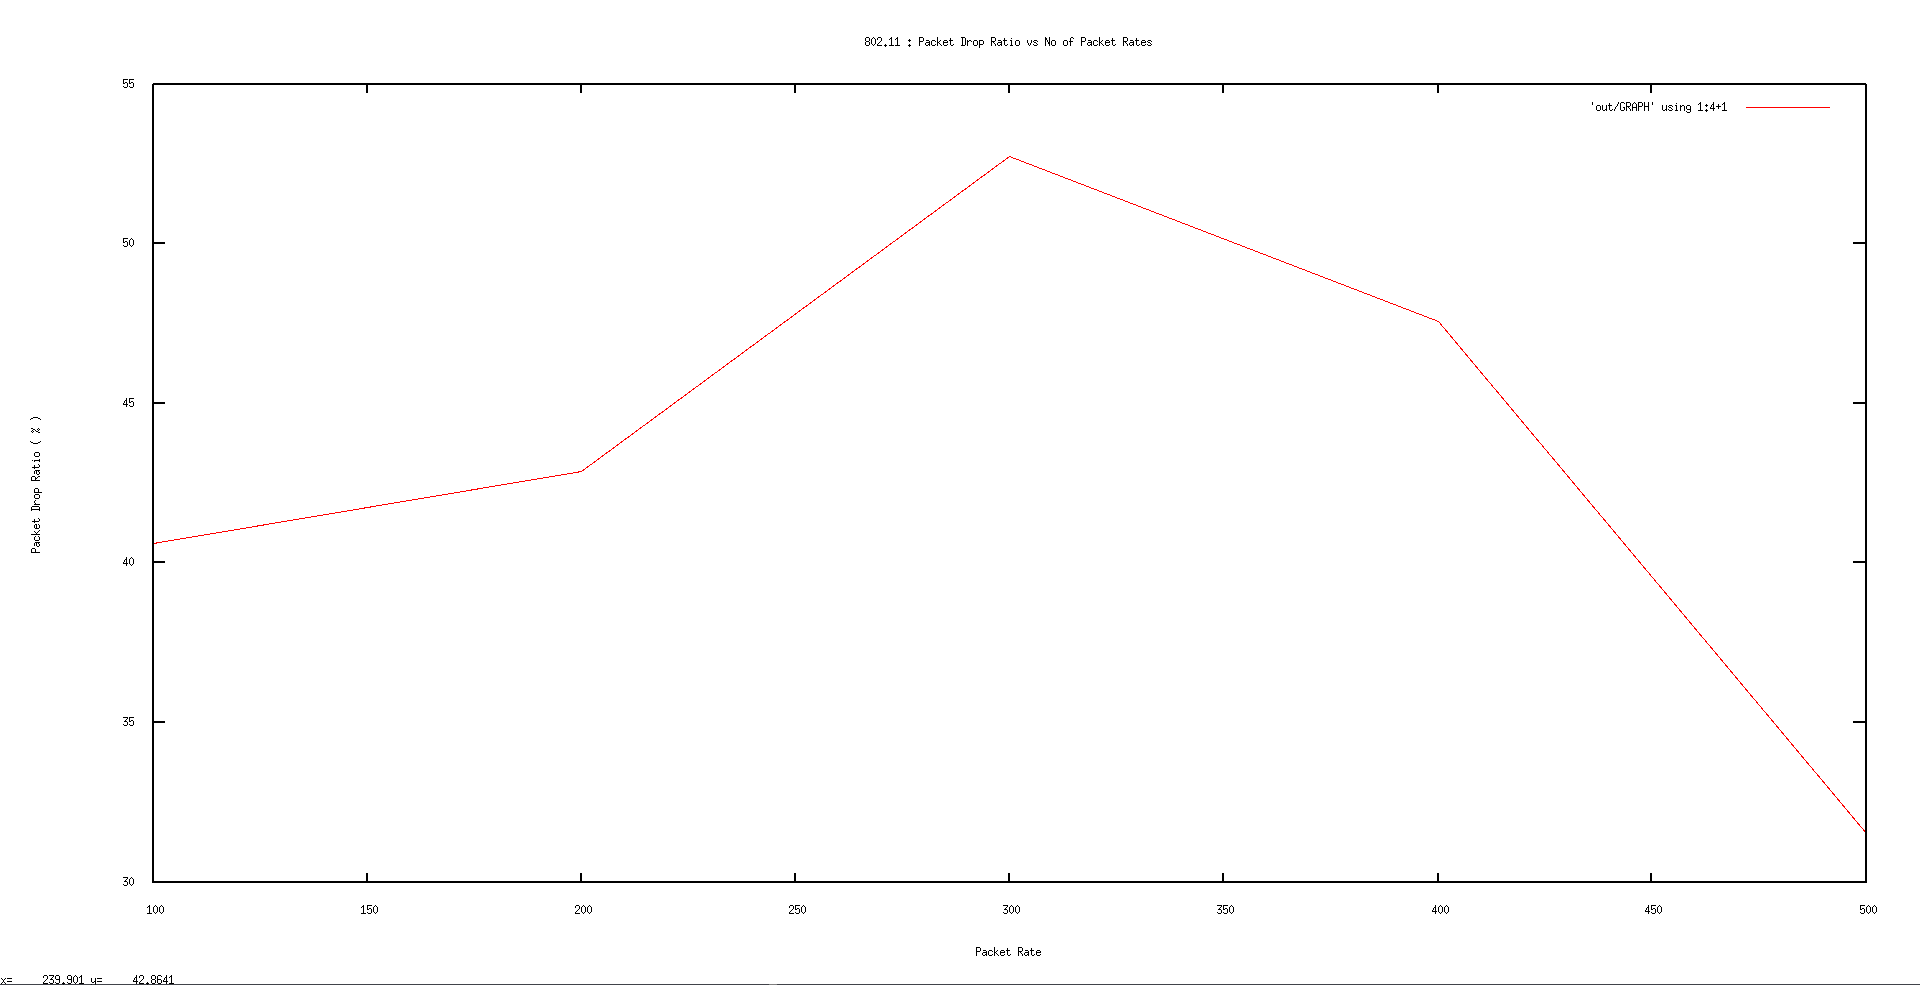 802.11 : Packet Drop Ratio vs No of Packet Rates
'out/GRAPH' using 1:4+1
55
50
45
40
35
30
Packet Drop Ratio ( % )
100 150 200 250 300 350 400 450 500
Packet Rate
x= 239.901 y= 42.8641